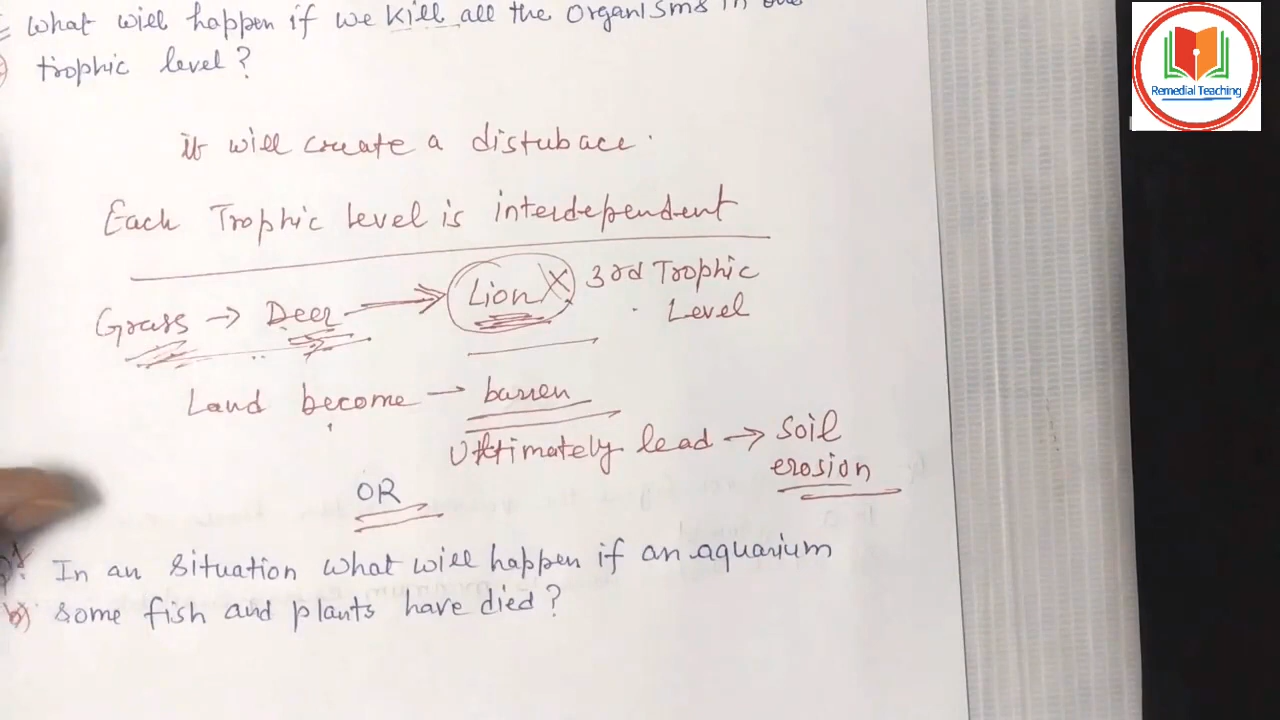 What will happen if we kill all the organisms in one
trophic level?
it will create a distubace.
Each Trophic Level is interdependent
Grass → Deer → Lion X 3rd Trophic
Level
Land become → barren
Ultimately lead → soil
erosion
OR
In an situation what will happen if an aquarium
b) some fish and plants have died?
Remedial Teaching